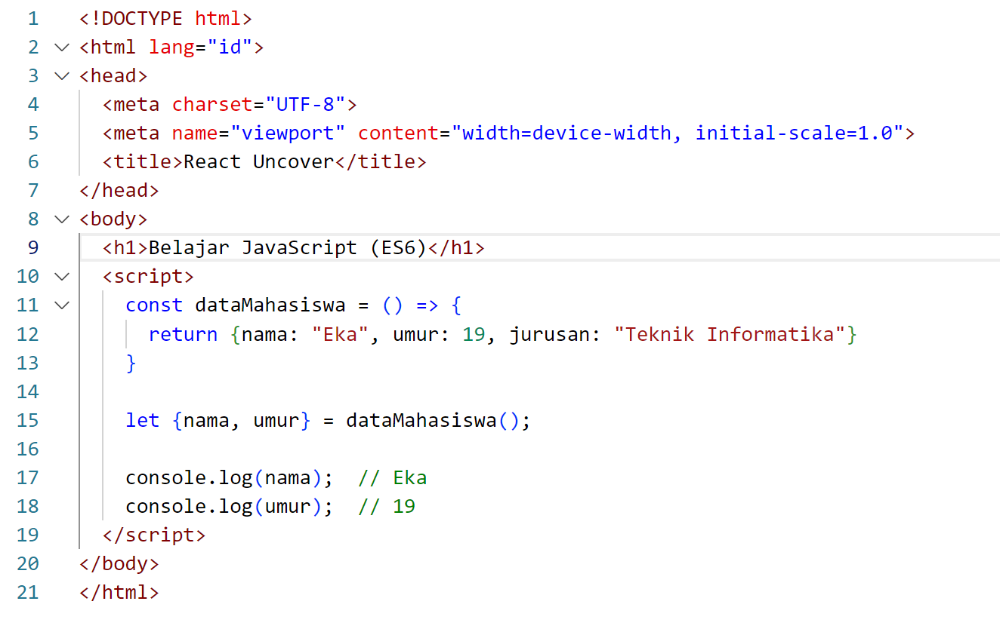 1 <!DOCTYPE html>
2 <html lang="id">
3 <head>
4   <meta charset="UTF-8">
5   <meta name="viewport" content="width=device-width, initial-scale=1.0">
6   <title>React Uncover</title>
7 </head>
8 <body>
9   <h1>Belajar JavaScript (ES6)</h1>
10   <script>
11     const dataMahasiswa = () => {
12       return {nama: "Eka", umur: 19, jurusan: "Teknik Informatika"}
13     }
14
15     let {nama, umur} = dataMahasiswa();
16
17     console.log(nama);  // Eka
18     console.log(umur);  // 19
19   </script>
20 </body>
21 </html>